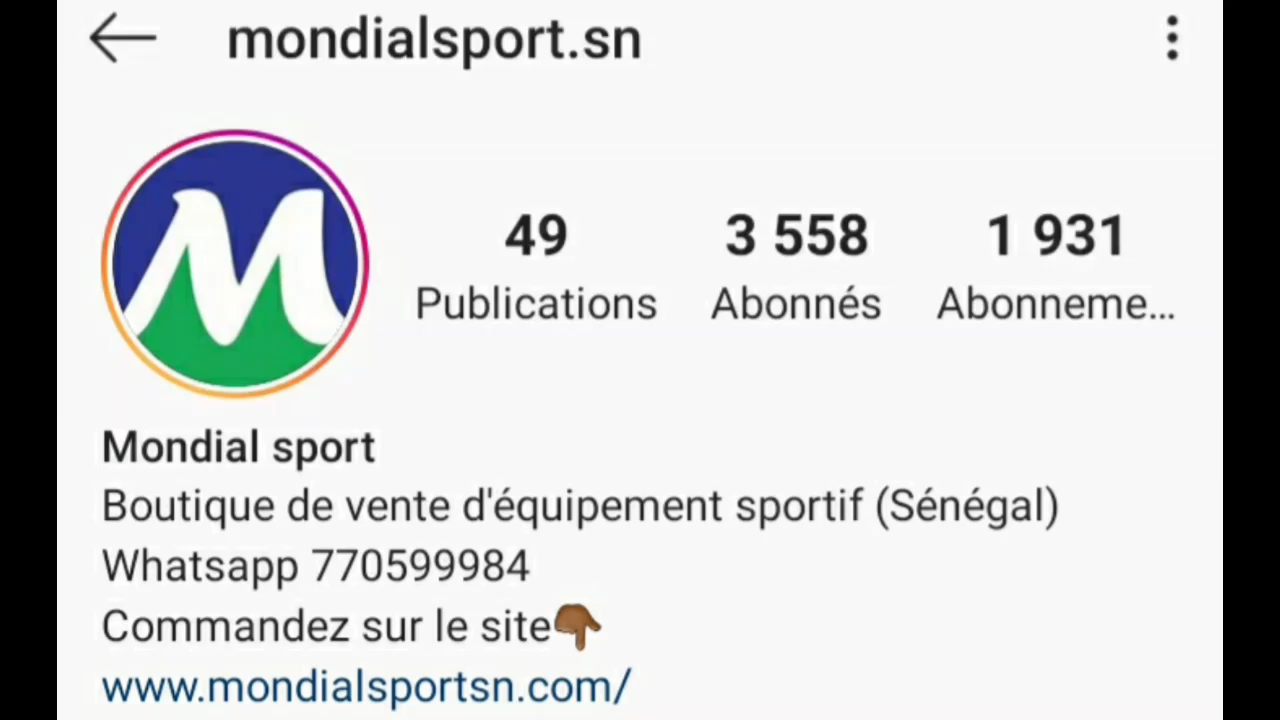 mondialsport.sn
M
49 3 558 1 931
Publications Abonnés Abonneme...
Mondial sport
Boutique de vente d'équipement sportif (Sénégal)
Whatsapp 770599984
Commandez sur le site👇🏾
www.mondialsportsn.com/